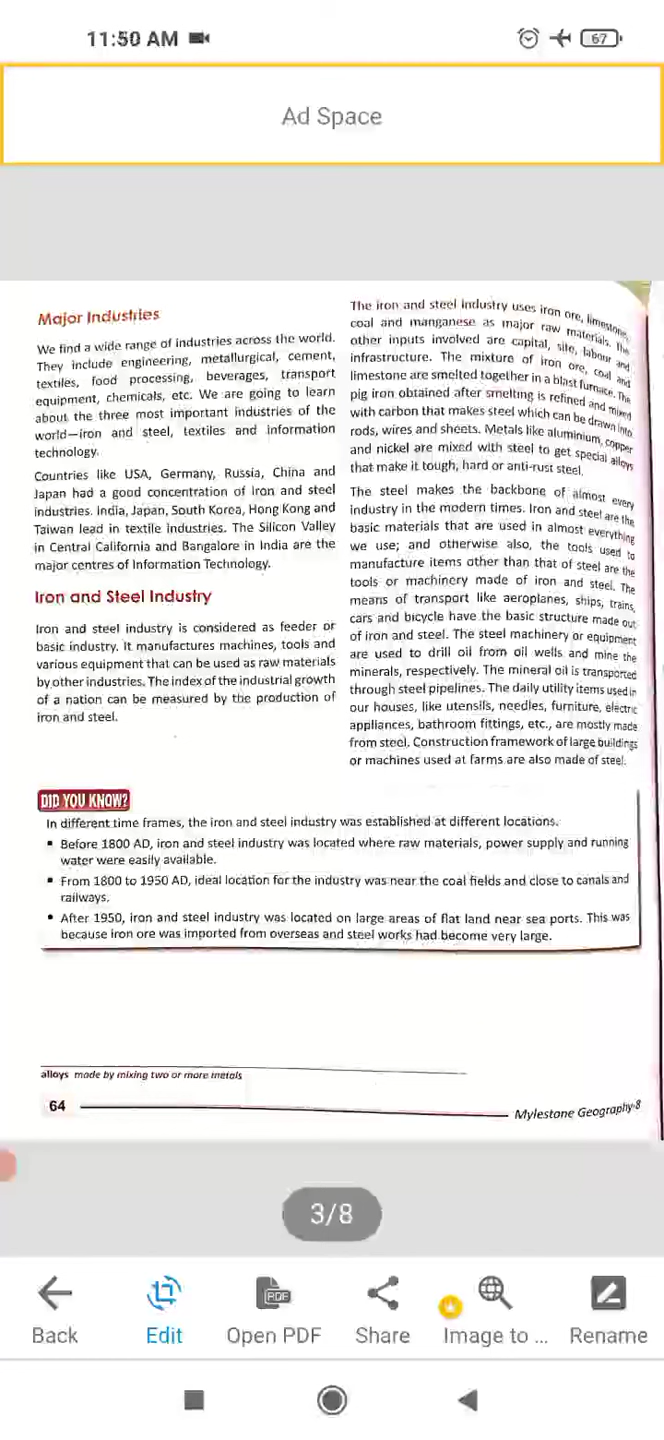 11:50 AM
67
Ad Space
Major Industries
We find a wide range of industries across the world.
They include engineering, metallurgical, cement,
textiles, food processing, beverages, transport
equipment, chemicals, etc. We are going to learn
about the three most important industries of the
world—iron and steel, textiles and information
technology.
Countries like USA, Germany, Russia, China and
Japan had a good concentration of iron and steel
industries. India, Japan, South Korea, Hong Kong and
Taiwan lead in textile industries. The Silicon Valley
in Central California and Bangalore in India are the
major centres of Information Technology.
Iron and Steel Industry
Iron and steel industry is considered as feeder or
basic industry. It manufactures machines, tools and
various equipment that can be used as raw materials
by other industries. The index of the industrial growth
of a nation can be measured by the production of
iron and steel.
The iron and steel industry uses iron ore, limestone,
coal and manganese as major raw materials. The
other inputs involved are capital, site, labour and
infrastructure. The mixture of iron ore, coal and
limestone are smelted together in a blast furnace. The
pig iron obtained after smelting is refined and mixed
with carbon that makes steel which can be drawn into
rods, wires and sheets. Metals like aluminium, copper
and nickel are mixed with steel to get special alloys
that make it tough, hard or anti-rust steel.
The steel makes the backbone of almost every
industry in the modern times. Iron and steel are the
basic materials that are used in almost everything
we use; and otherwise also, the tools used to
manufacture items other than that of steel are the
tools or machinery made of iron and steel. The
means of transport like aeroplanes, ships, trains,
cars and bicycle have the basic structure made out
of iron and steel. The steel machinery or equipment
are used to drill oil from oil wells and mine the
minerals, respectively. The mineral oil is transported
through steel pipelines. The daily utility items used in
our houses, like utensils, needles, furniture, electric
appliances, bathroom fittings, etc., are mostly made
from steel. Construction framework of large buildings
or machines used at farms are also made of steel.
DID YOU KNOW?
In different time frames, the iron and steel industry was established at different locations.
▪ Before 1800 AD, iron and steel industry was located where raw materials, power supply and running
water were easily available.
▪ From 1800 to 1950 AD, ideal location for the industry was near the coal fields and close to canals and
railways.
▪ After 1950, iron and steel industry was located on large areas of flat land near sea ports. This was
because iron ore was imported from overseas and steel works had become very large.
alloys made by mixing two or more metals
64
Mylestone Geography-8
3/8
Back
Edit
PDF
Open PDF
Share
Image to ...
Rename